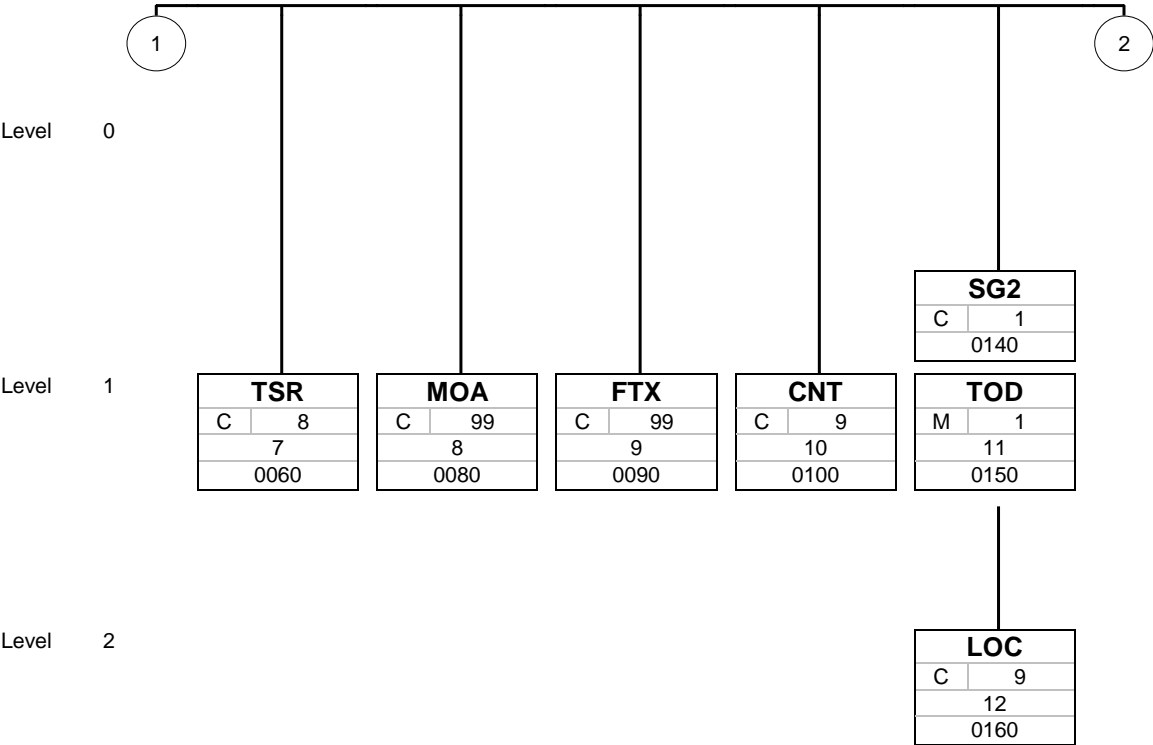 1 2
Level 0
SG2
C 1
0140
Level 1
TSR MOA FTX CNT TOD
C 8 C 99 C 99 C 9 M 1
7 8 9 10 11
0060 0080 0090 0100 0150
Level 2
LOC
C 9
12
0160